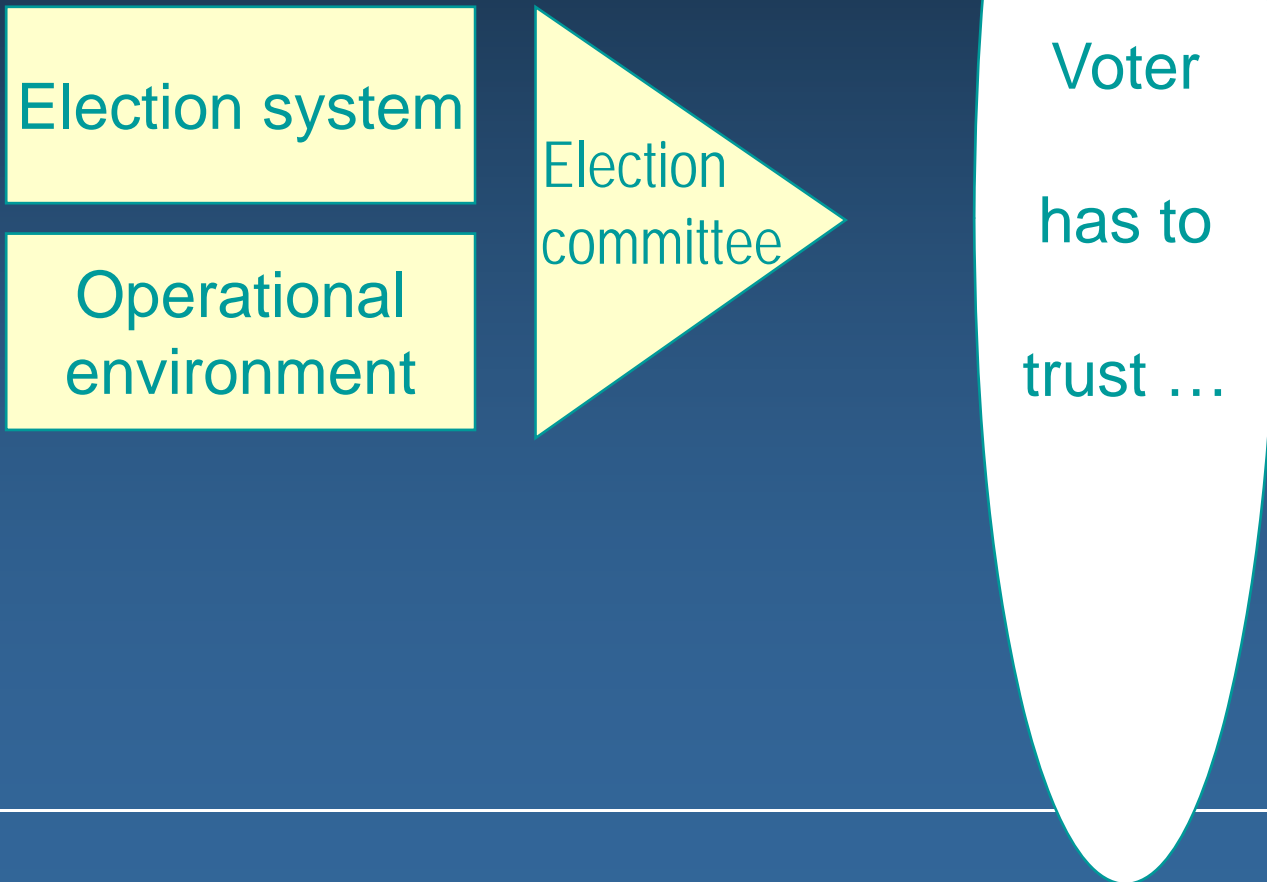 Election system
Operational
environment
Election
committee
Voter
has to
trust …